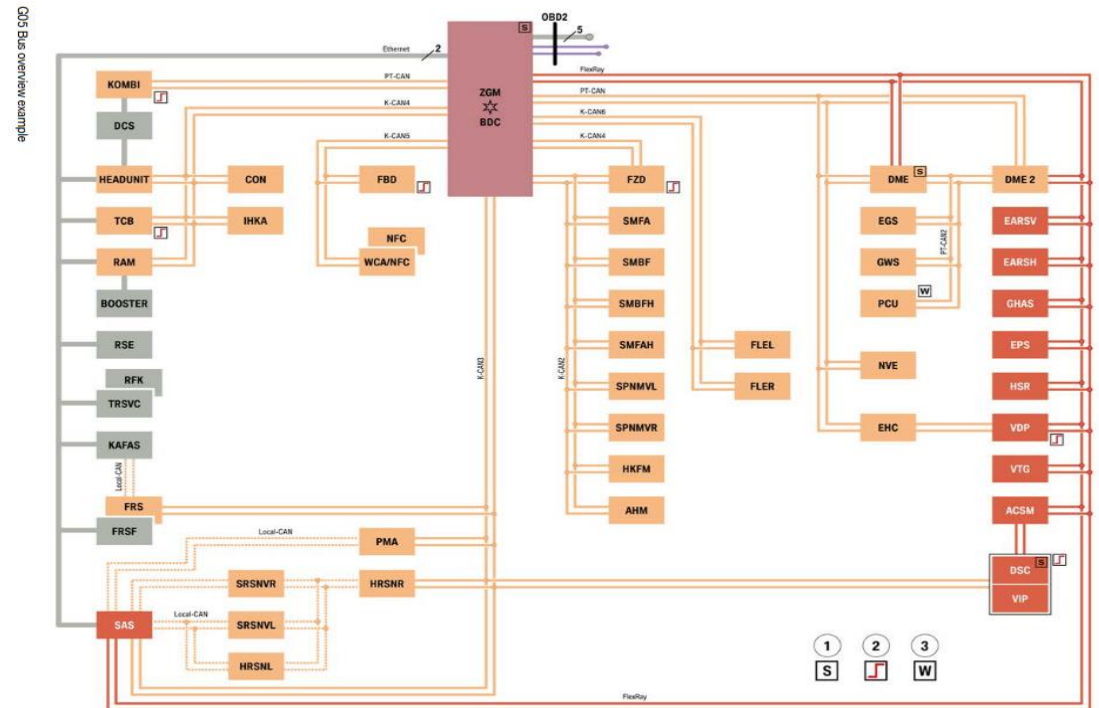 G05 Bus overview example
OBD2
S
5
Ethernet
2
FlexRay
KOMBI
PT-CAN
ZGM
BDC
PT-CAN
K-CAN4
K-CAN6
DCS
K-CAN5
K-CAN4
HEADUNIT
CON
FBD
FZD
DME
S
DME 2
TCB
IHKA
SMFA
EGS
EARSV
NFC
PT-CAN2
RAM
WCA/NFC
SMBF
GWS
EARSH
W
BOOSTER
SMBFH
PCU
GHAS
RSE
SMFAH
FLEL
EPS
K-CAN3
K-CAN2
NVE
RFK
TRSVC
SPNMVL
FLER
HSR
KAFAS
SPNMVR
EHC
VDP
Local-CAN
HKFM
VTG
FRS
AHM
ACSM
FRSF
Local-CAN
PMA
DSC
S
SRSNVR
HRSNR
VIP
SAS
Local-CAN
SRSNVL
1
2
3
HRSNL
S
W
FlexRay